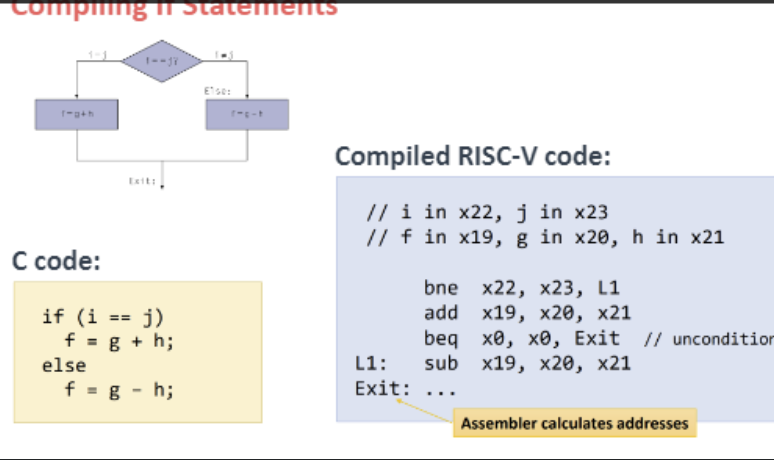 Compiling If Statements
i=j
i==j?
i≠j
Else:
f=g+h
f=g-h
Exit:
Compiled RISC-V code:
// i in x22, j in x23
// f in x19, g in x20, h in x21
bne x22, x23, L1
add x19, x20, x21
beq x0, x0, Exit // uncondition
L1: sub x19, x20, x21
Exit: ...
Assembler calculates addresses
C code:
if (i == j)
f = g + h;
else
f = g - h;